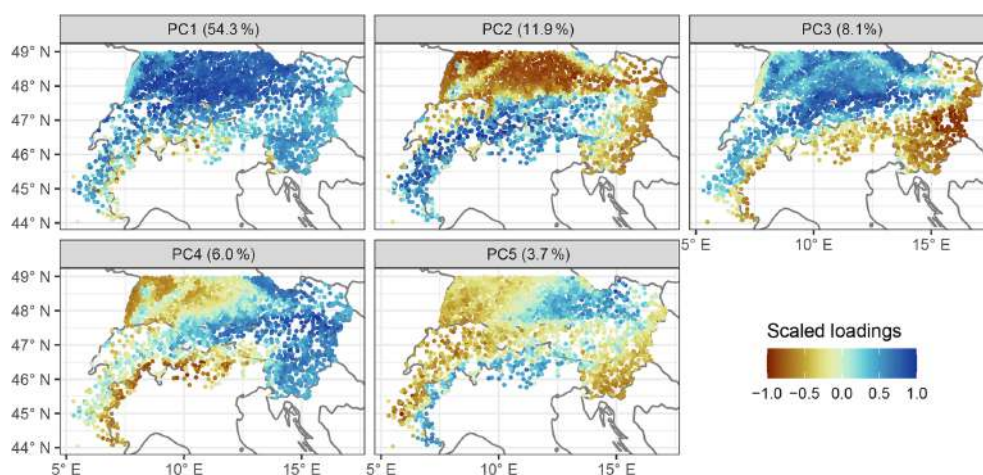 PC1 (54.3 %)
PC2 (11.9 %)
PC3 (8.1%)
49° N
48° N
47° N
46° N
45° N
44° N
5° E
10° E
15° E
PC4 (6.0 %)
PC5 (3.7 %)
49° N
48° N
47° N
46° N
45° N
44° N
5° E
10° E
15° E
5° E
10° E
15° E
Scaled loadings
−1.0 −0.5 0.0 0.5 1.0